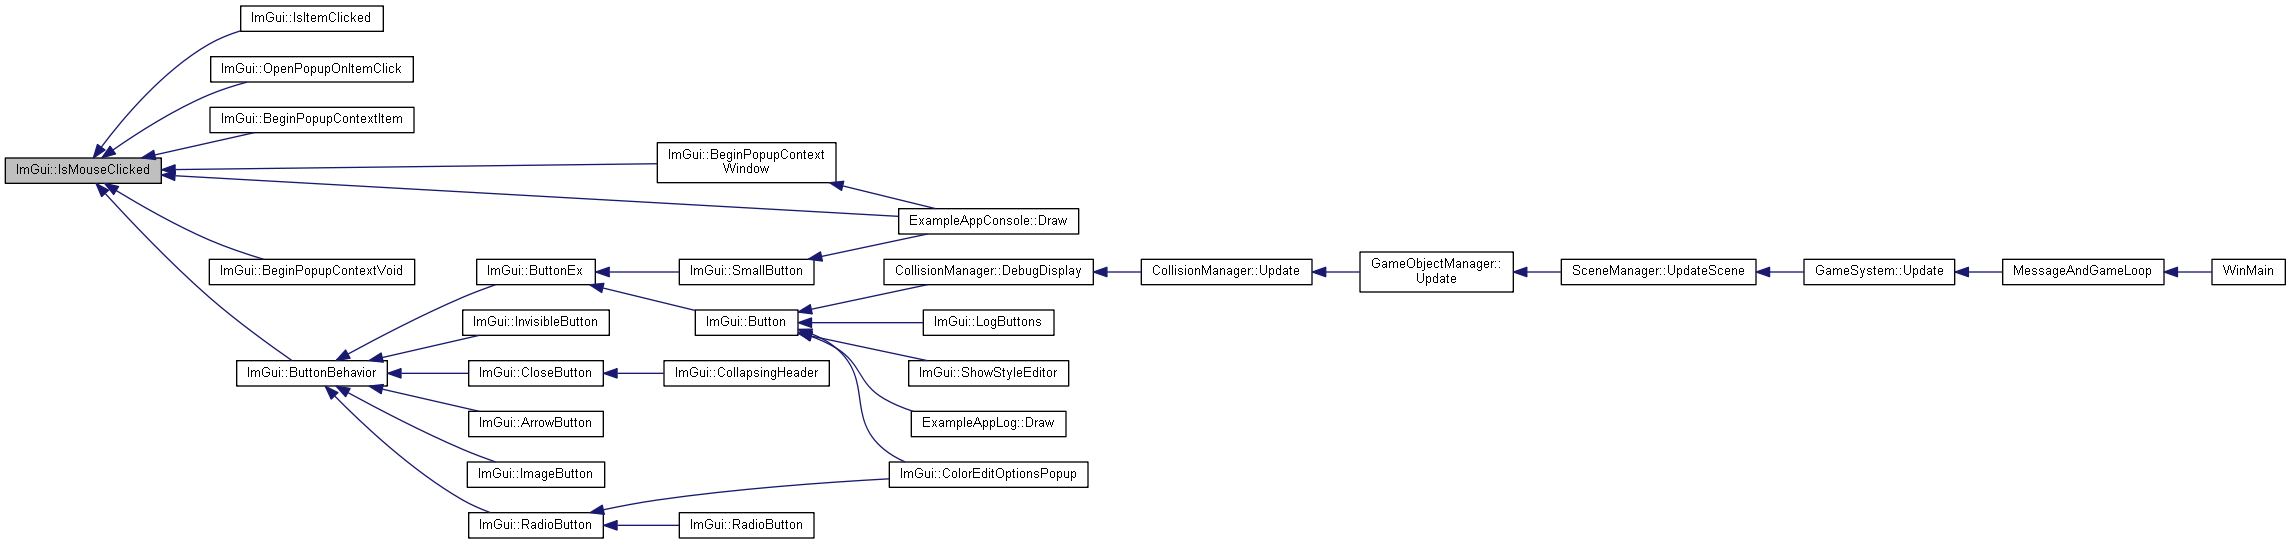 ImGui::IsItemClicked
ImGui::OpenPopupOnItemClick
ImGui::BeginPopupContextItem
ImGui::IsMouseClicked
ImGui::BeginPopupContext
Window
ExampleAppConsole::Draw
ImGui::BeginPopupContextVoid
ImGui::ButtonEx
ImGui::SmallButton
CollisionManager::DebugDisplay
CollisionManager::Update
GameObjectManager::
Update
SceneManager::UpdateScene
GameSystem::Update
MessageAndGameLoop
WinMain
ImGui::InvisibleButton
ImGui::Button
ImGui::LogButtons
ImGui::ButtonBehavior
ImGui::CloseButton
ImGui::CollapsingHeader
ImGui::ShowStyleEditor
ImGui::ArrowButton
ExampleAppLog::Draw
ImGui::ImageButton
ImGui::ColorEditOptionsPopup
ImGui::RadioButton
ImGui::RadioButton